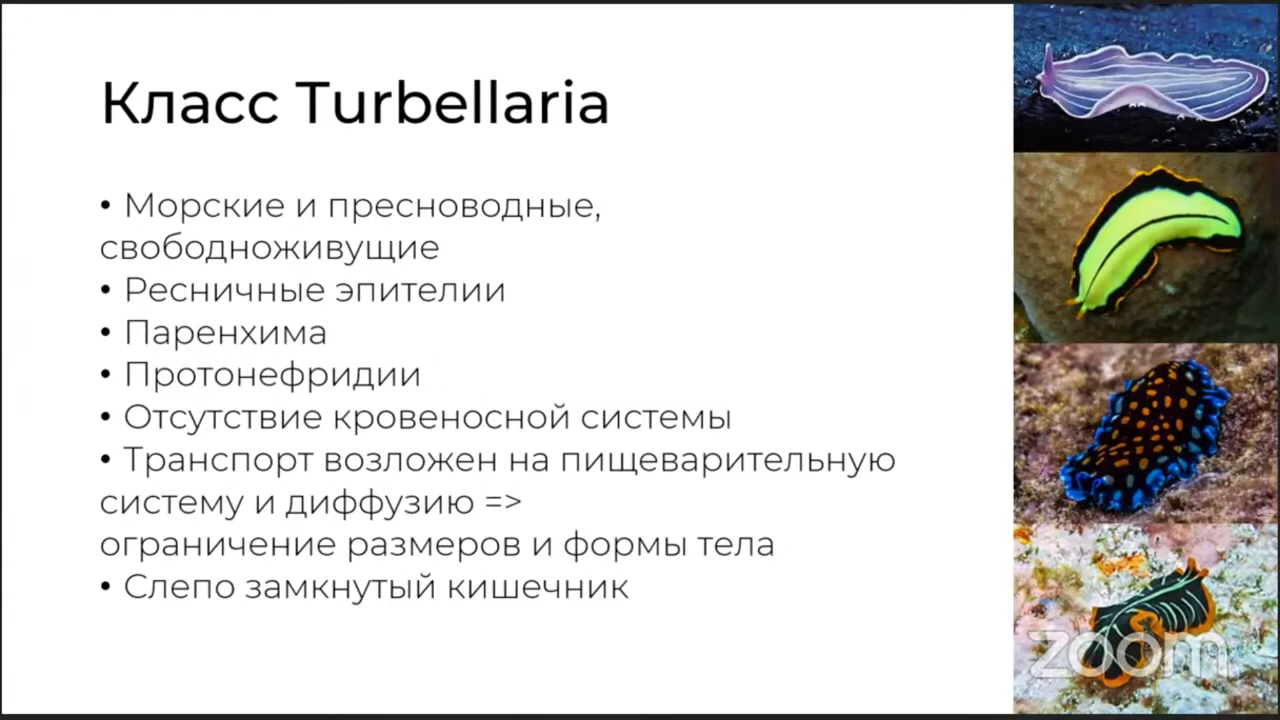 Класс Turbellaria
• Морские и пресноводные,
свободноживущие
• Ресничные эпителии
• Паренхима
• Протонефридии
• Отсутствие кровеносной системы
• Транспорт возложен на пищеварительную
систему и диффузию =>
ограничение размеров и формы тела
• Слепо замкнутый кишечник
zoom